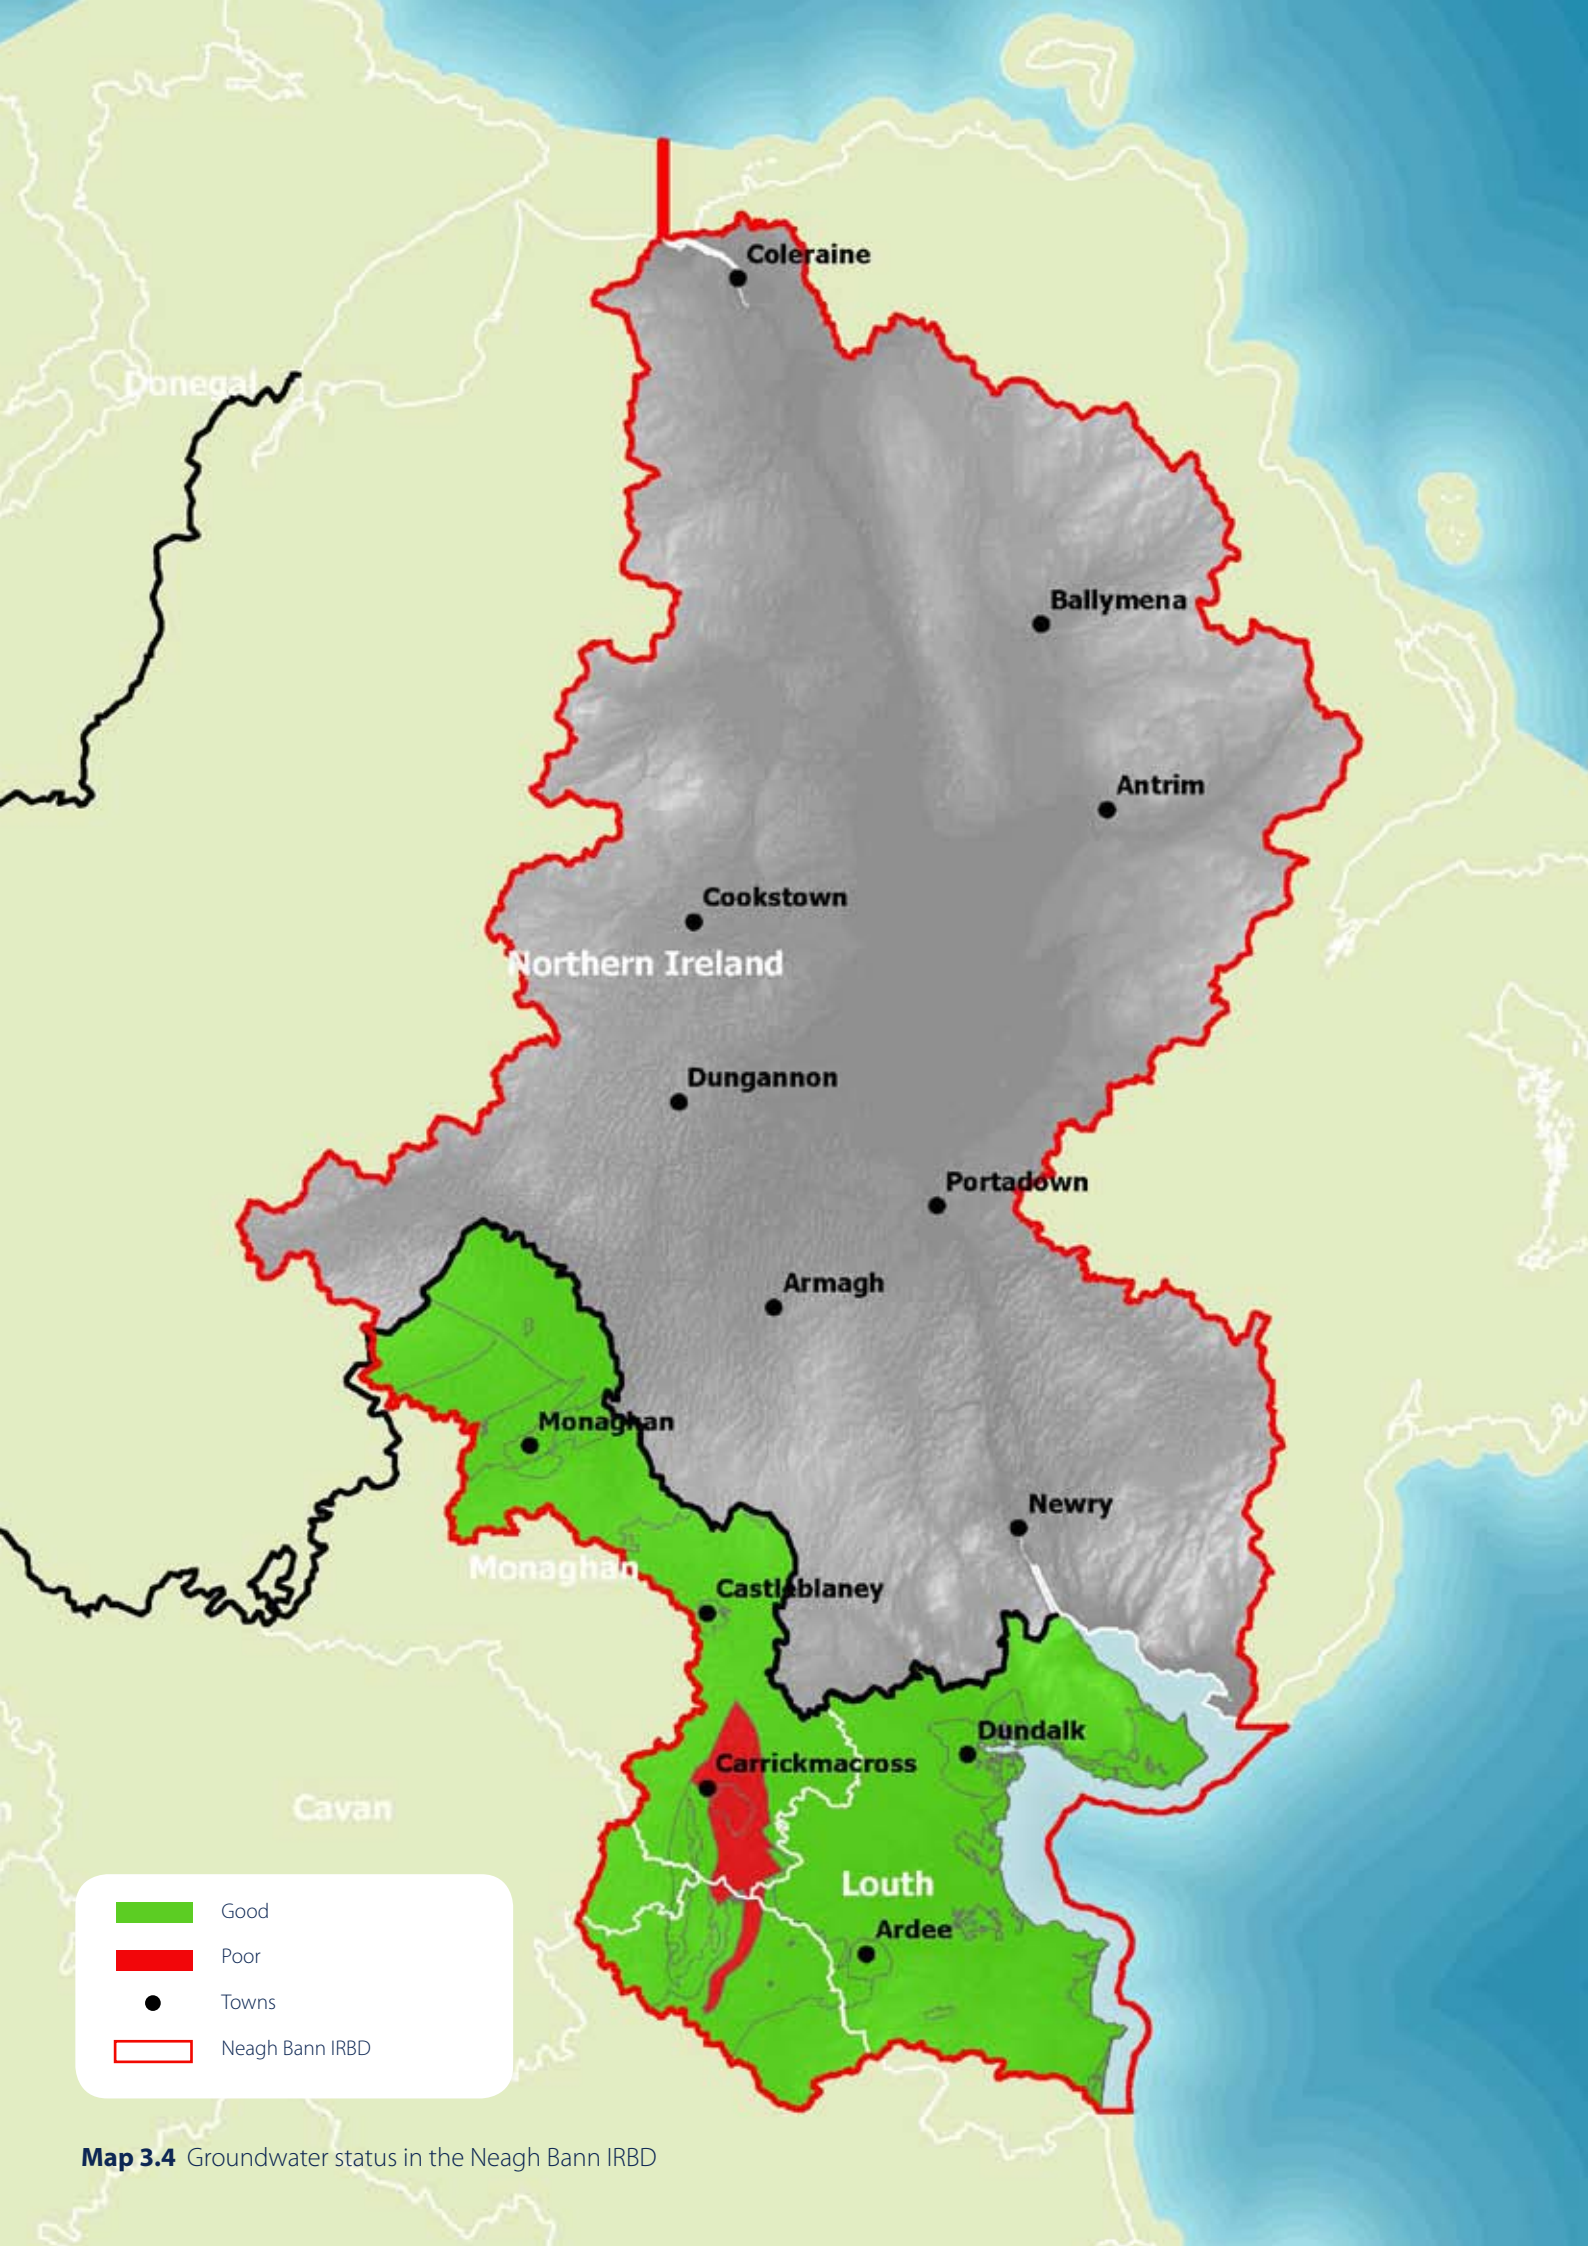 Coleraine
Donegal
Ballymena
Antrim
Cookstown
Northern Ireland
Dungannon
Portadown
Armagh
Monaghan
Newry
Monaghan
Castleblaney
Dundalk
Carrickmacross
Cavan
Louth
Ardee
Good
Poor
Towns
Neagh Bann IRBD
Map 3.4 Groundwater status in the Neagh Bann IRBD